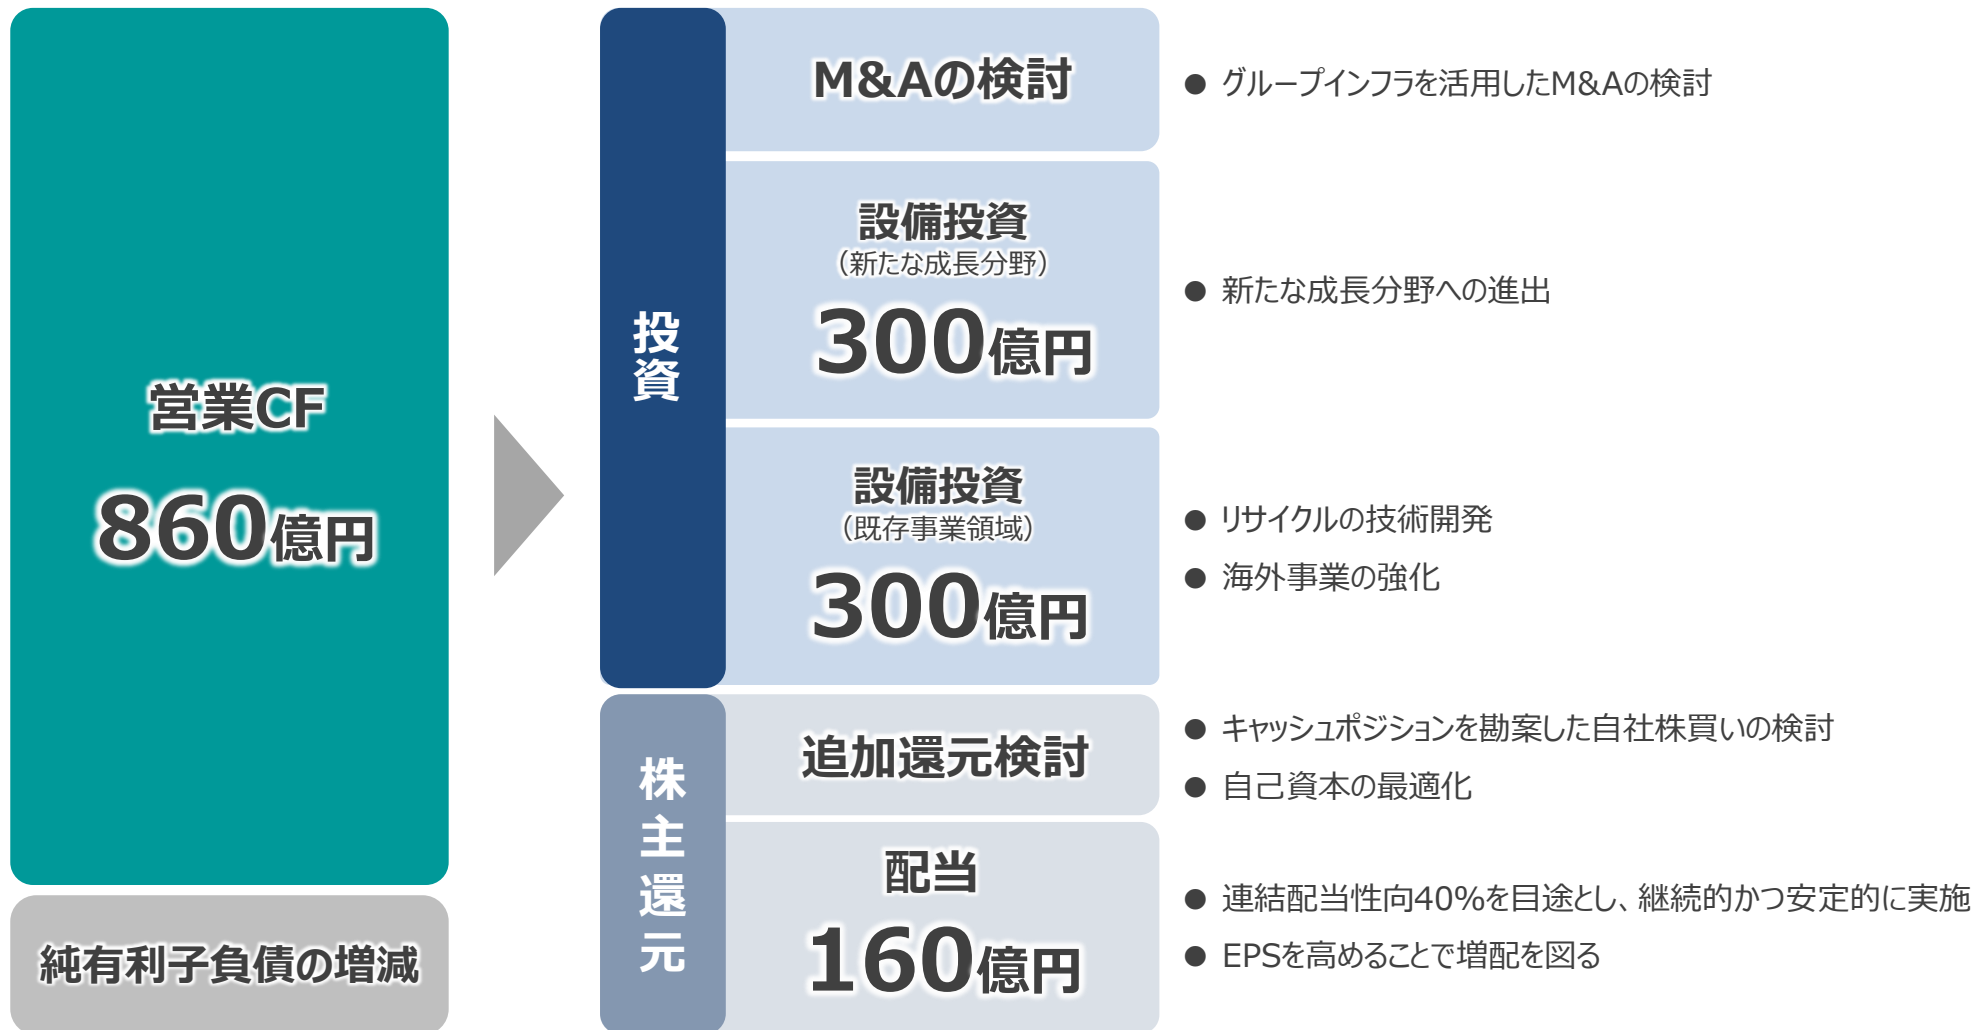 営業CF
860億円
純有利子負債の増減
投資
M&Aの検討
● グループインフラを活用したM&Aの検討
設備投資
（新たな成長分野）
300億円
● 新たな成長分野への進出
設備投資
（既存事業領域）
300億円
● リサイクルの技術開発
● 海外事業の強化
株主還元
追加還元検討
● キャッシュポジションを勘案した自社株買いの検討
● 自己資本の最適化
配当
160億円
● 連結配当性向40%を目途とし、継続的かつ安定的に実施
● EPSを高めることで増配を図る